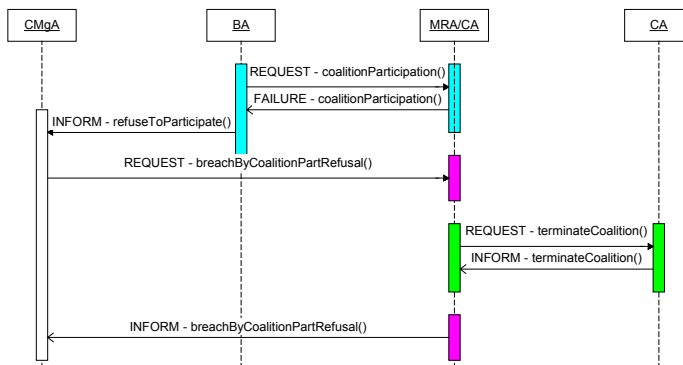 CMgA
BA
MRA/CA
CA
REQUEST - coalitionParticipation()
FAILURE - coalitionParticipation()
INFORM - refuseToParticipate()
REQUEST - breachByCoalitionPartRefusal()
REQUEST - terminateCoalition()
INFORM - terminateCoalition()
INFORM - breachByCoalitionPartRefusal()